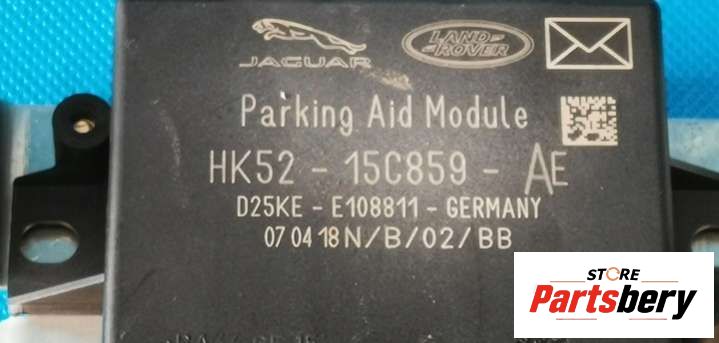 JAGUAR
LAND ROVER
Parking Aid Module
HK52 - 15C859 - AE
D25KE - E108811 - GERMANY
07 04 18 N/B/02/BB
STORE
Partsbery